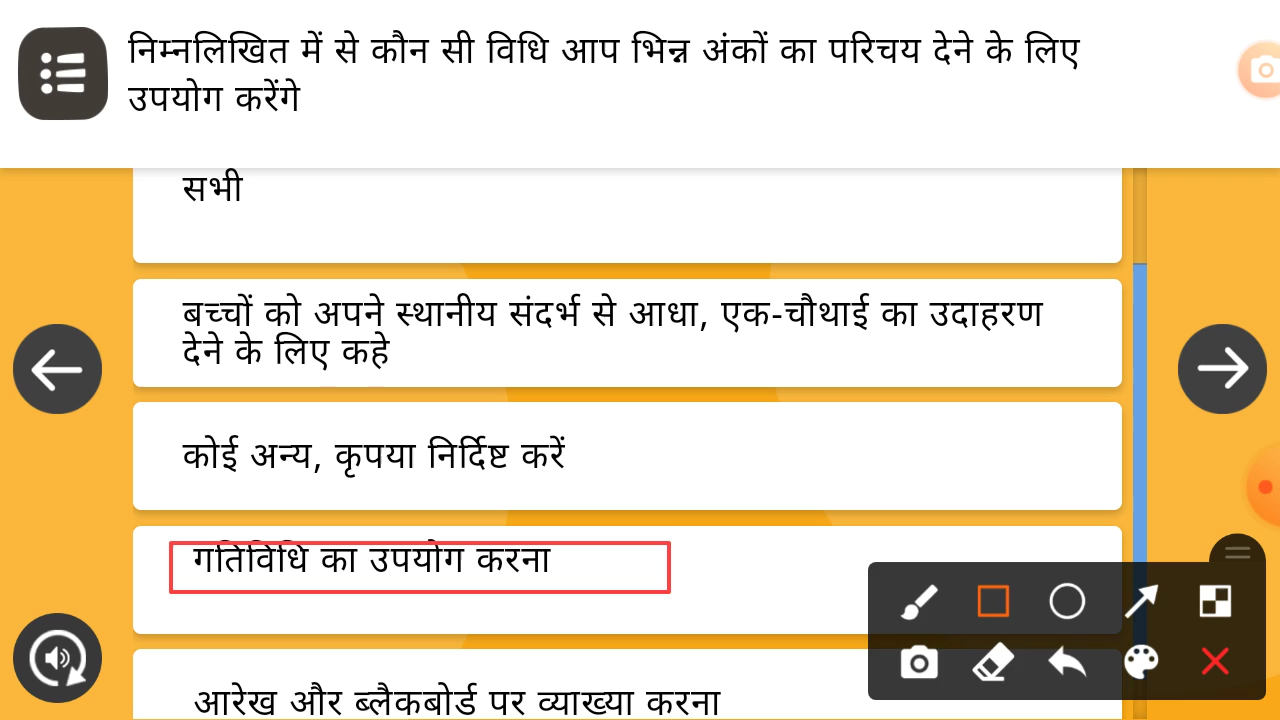 निम्नलिखित में से कौन सी विधि आप भिन्न अंकों का परिचय देने के लिए
उपयोग करेंगे
सभी
बच्चों को अपने स्थानीय संदर्भ से आधा, एक-चौथाई का उदाहरण
देने के लिए कहे
कोई अन्य, कृपया निर्दिष्ट करें
गतिविधि का उपयोग करना
आरेख और ब्लैकबोर्ड पर व्याख्या करना